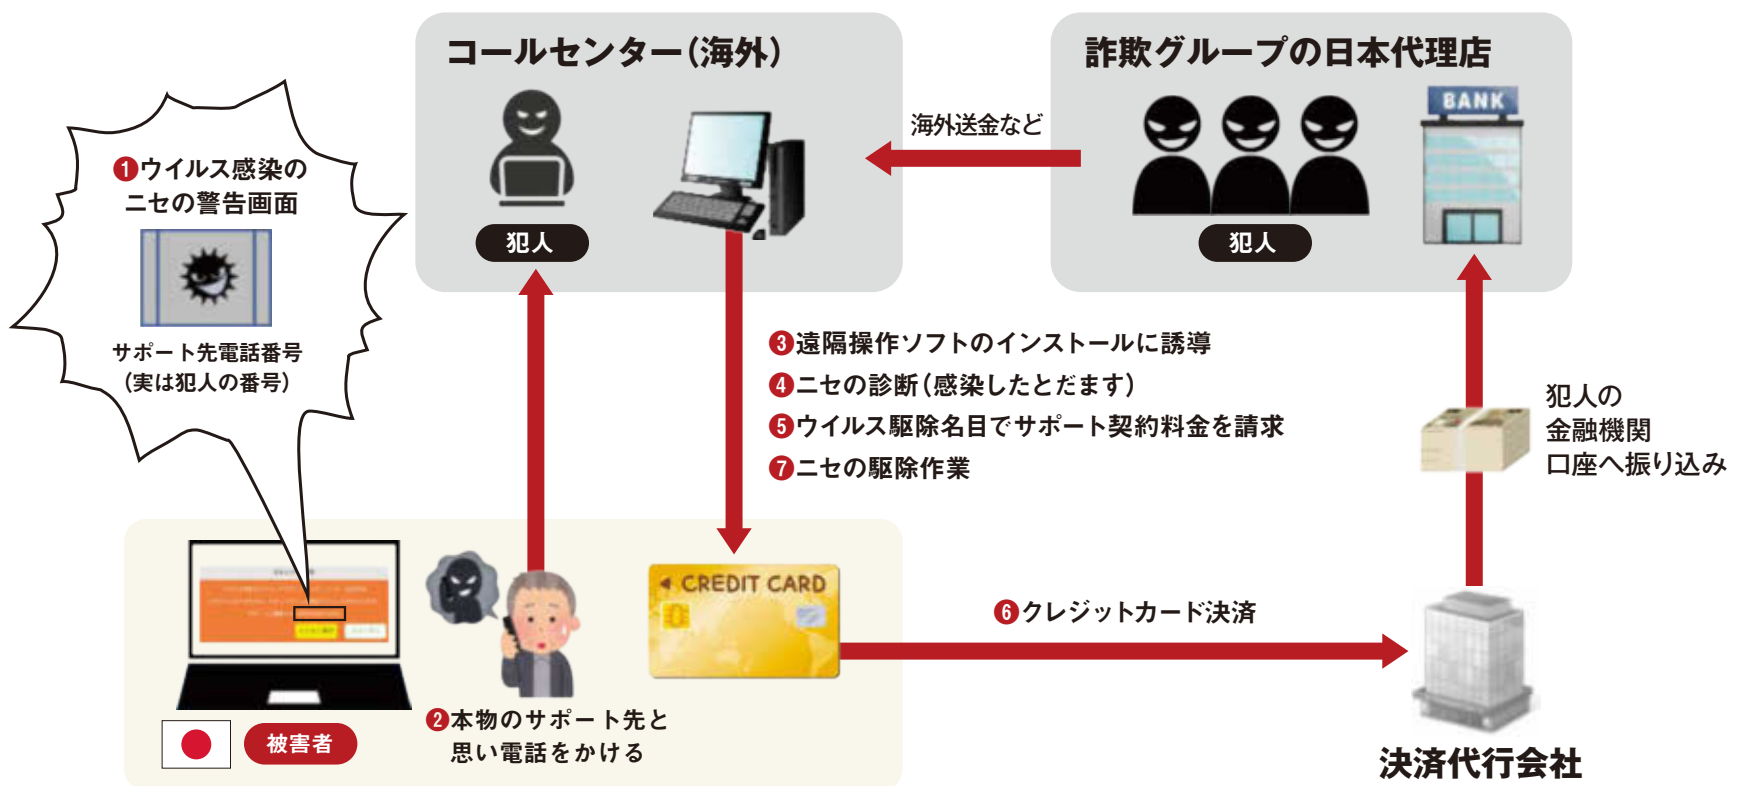 コールセンター(海外)
犯人
詐欺グループの日本代理店
BANK
犯人
海外送金など
❶ウイルス感染の
ニセの警告画面
サポート先電話番号
(実は犯人の番号)
❸遠隔操作ソフトのインストールに誘導
❹ニセの診断(感染したとだます)
❺ウイルス駆除名目でサポート契約料金を請求
❼ニセの駆除作業
犯人の
金融機関
口座へ振り込み
CREDIT CARD
❻クレジットカード決済
❷本物のサポート先と
思い電話をかける
被害者
決済代行会社